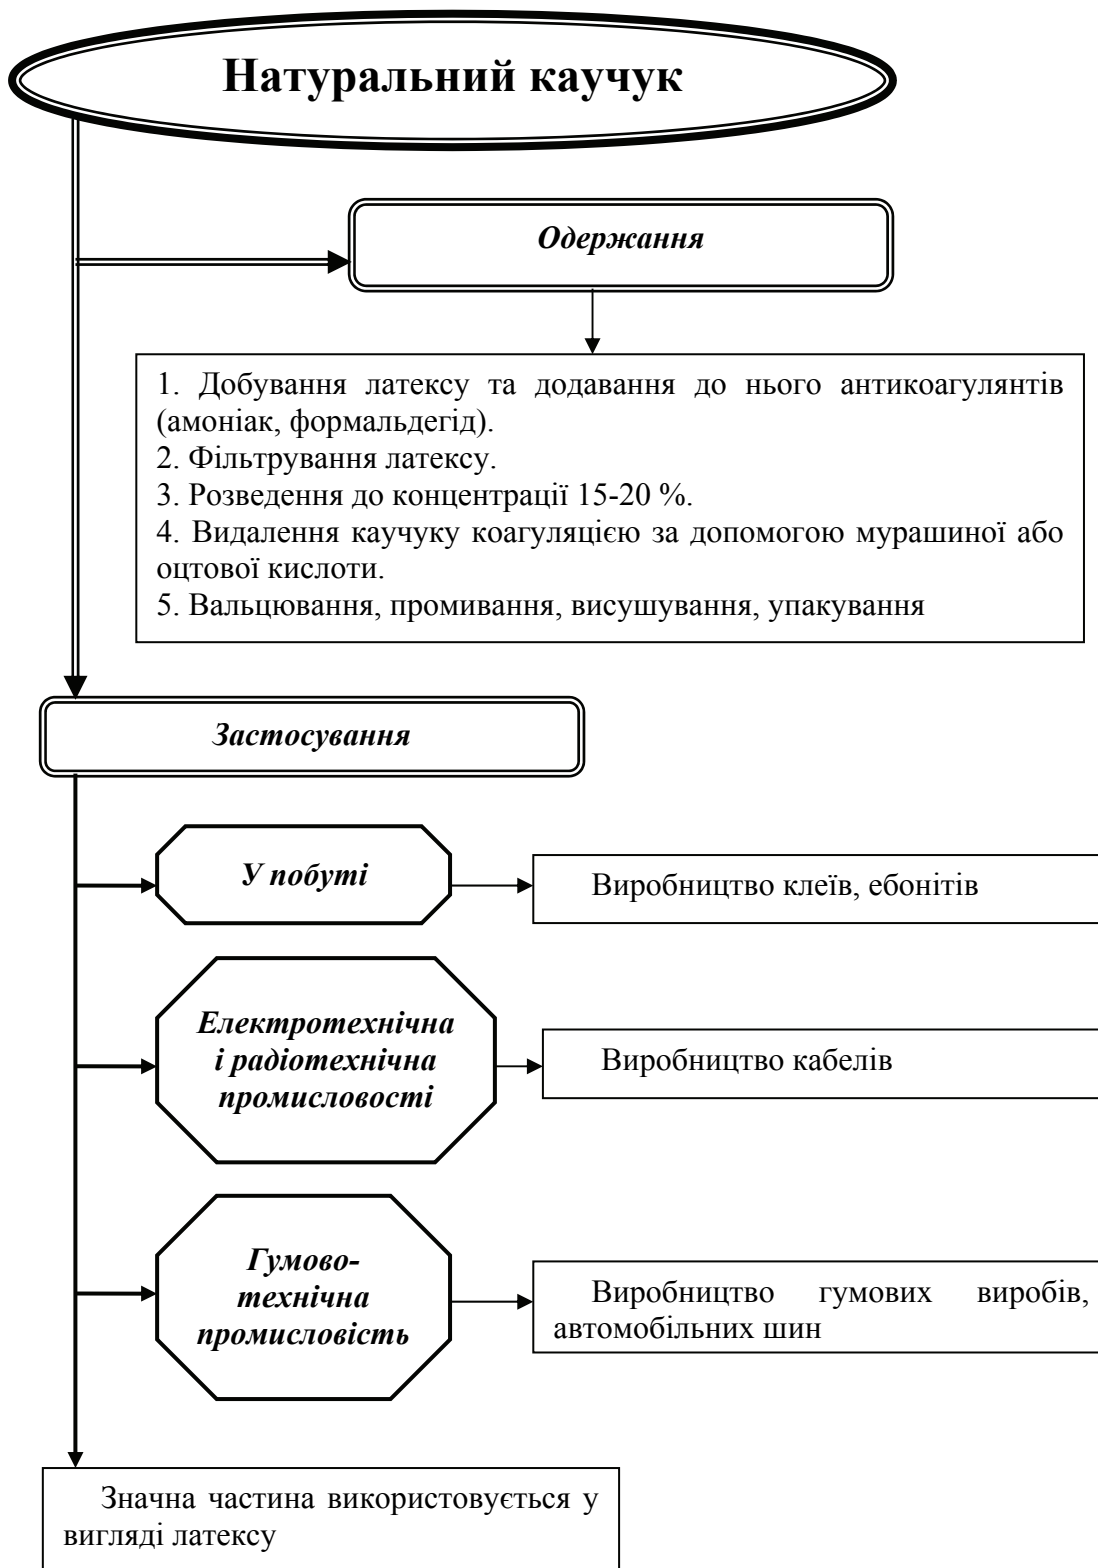 Натуральний каучук
Одержання
1. Добування латексу та додавання до нього антикоагулянтів
(амоніак, формальдегід).
2. Фільтрування латексу.
3. Розведення до концентрації 15-20 %.
4. Видалення каучуку коагуляцією за допомогою мурашиної або
оцтової кислоти.
5. Вальцювання, промивання, висушування, упакування
Застосування
У побуті
Виробництво клеїв, ебонітів
Електротехнічна
і радіотехнічна
промисловості
Виробництво кабелів
Гумово-
технічна
промисловість
Виробництво гумових виробів,
автомобільних шин
Значна частина використовується у
вигляді латексу